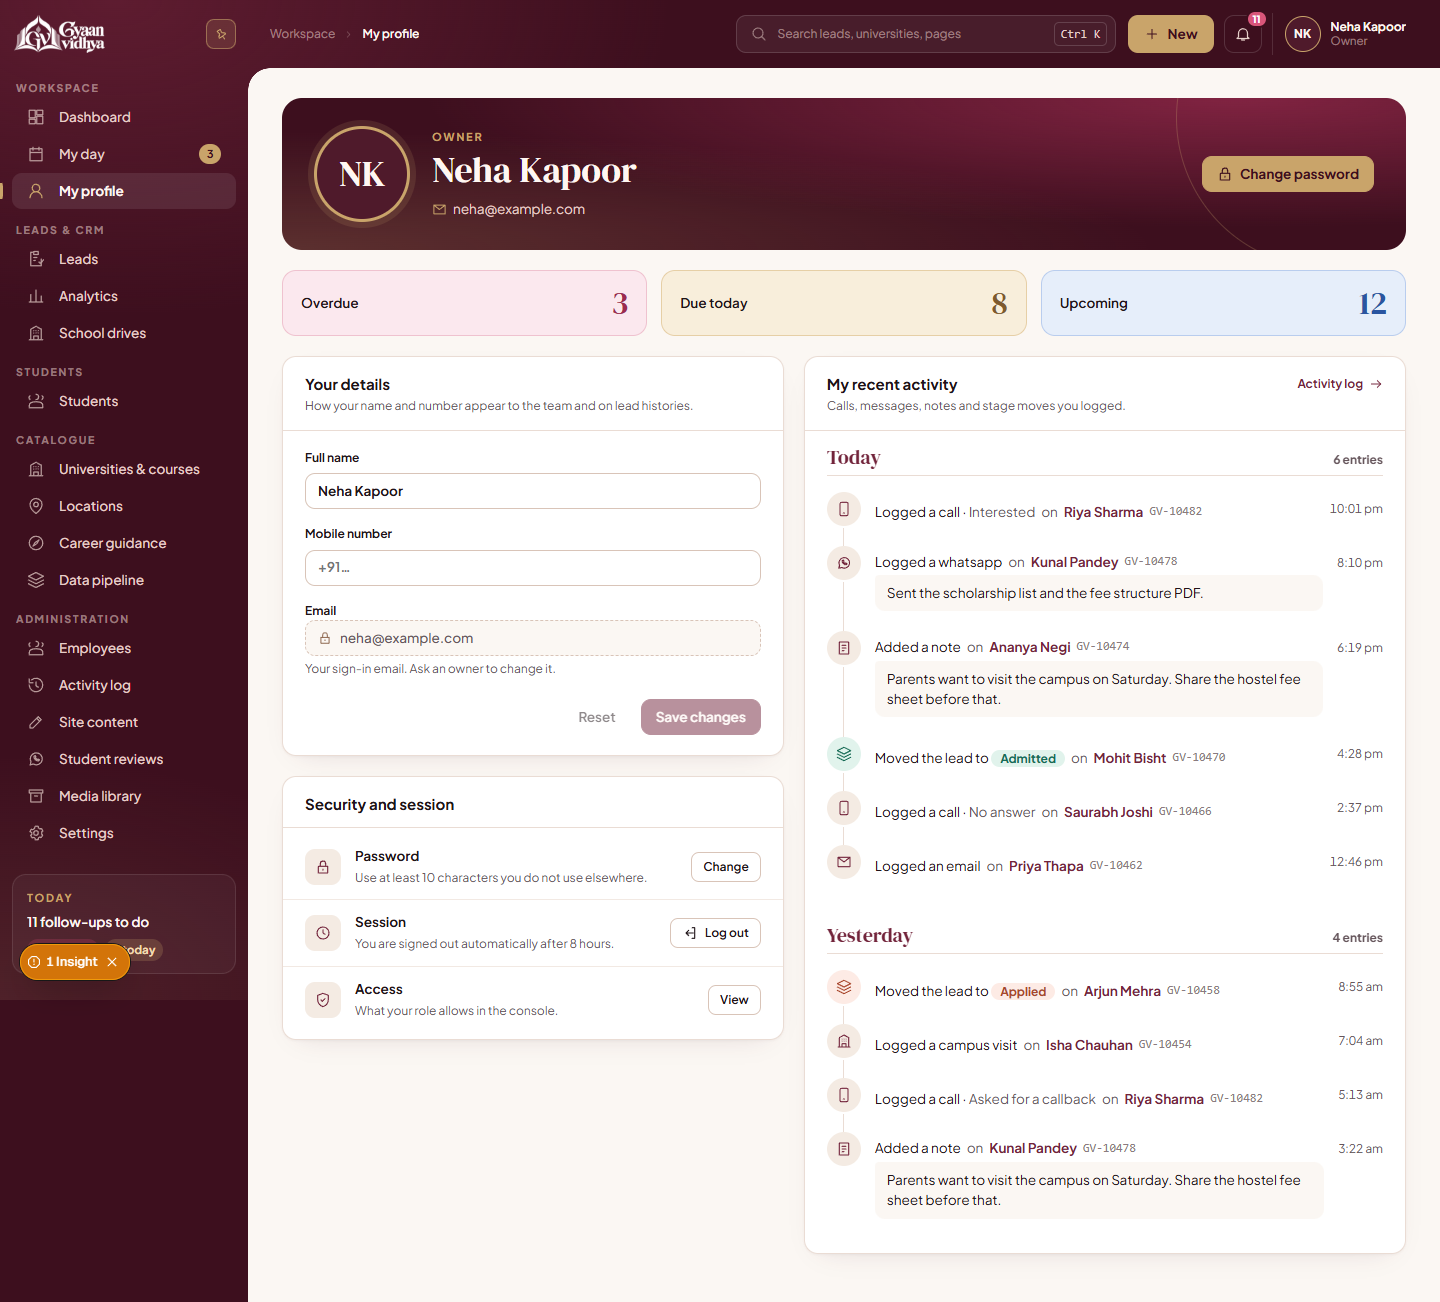 Gyaan
vidhya
Workspace
My profile
Search leads, universities, pages
Ctrl K
New
11
NK
Neha Kapoor
Owner
WORKSPACE
Dashboard
My day
3
My profile
LEADS & CRM
Leads
Analytics
School drives
STUDENTS
Students
CATALOGUE
Universities & courses
Locations
Career guidance
Data pipeline
ADMINISTRATION
Employees
Activity log
Site content
Student reviews
Media library
Settings
TODAY
11 follow-ups to do
today
1 Insight
NK
OWNER
Neha Kapoor
neha@example.com
Change password
Overdue
3
Due today
8
Upcoming
12
Your details
How your name and number appear to the team and on lead histories.
Full name
Neha Kapoor
Mobile number
+91…
Email
neha@example.com
Your sign-in email. Ask an owner to change it.
Reset
Save changes
Security and session
Password
Use at least 10 characters you do not use elsewhere.
Change
Session
You are signed out automatically after 8 hours.
Log out
Access
What your role allows in the console.
View
My recent activity
Activity log
Calls, messages, notes and stage moves you logged.
Today
6 entries
Logged a call · Interested on Riya Sharma GV-10482
10:01 pm
Logged a whatsapp on Kunal Pandey GV-10478
8:10 pm
Sent the scholarship list and the fee structure PDF.
Added a note on Ananya Negi GV-10474
6:19 pm
Parents want to visit the campus on Saturday. Share the hostel fee
sheet before that.
Moved the lead to Admitted on Mohit Bisht GV-10470
4:28 pm
Logged a call · No answer on Saurabh Joshi GV-10466
2:37 pm
Logged an email on Priya Thapa GV-10462
12:46 pm
Yesterday
4 entries
Moved the lead to Applied on Arjun Mehra GV-10458
8:55 am
Logged a campus visit on Isha Chauhan GV-10454
7:04 am
Logged a call · Asked for a callback on Riya Sharma GV-10482
5:13 am
Added a note on Kunal Pandey GV-10478
3:22 am
Parents want to visit the campus on Saturday. Share the hostel fee
sheet before that.